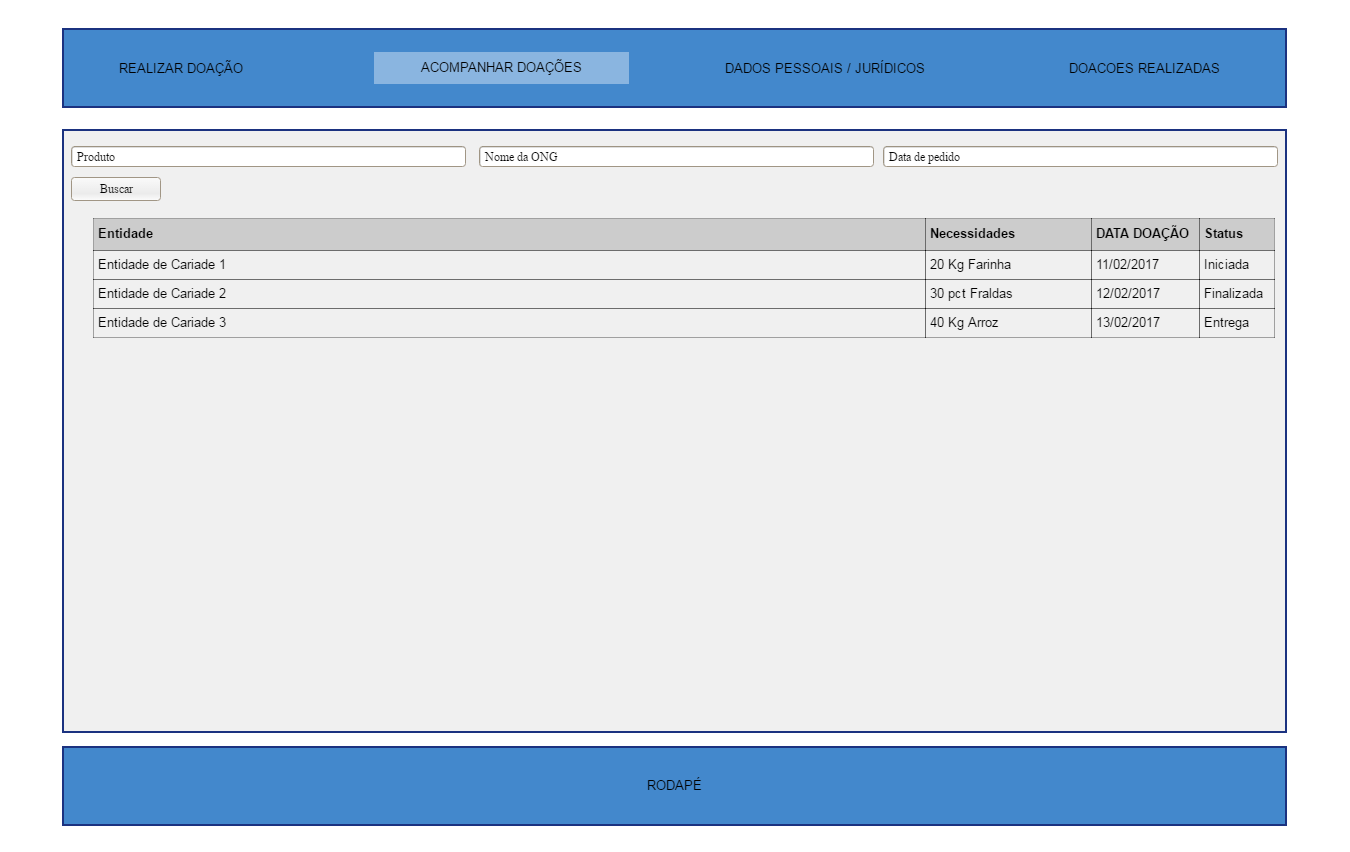 REALIZAR DOAÇÃO ACOMPANHAR DOAÇÕES DADOS PESSOAIS / JURÍDICOS DOACOES REALIZADAS
Produto Nome da ONG Data de pedido
Buscar
Entidade Necessidades DATA DOAÇÃO Status
Entidade de Cariade 1 20 Kg Farinha 11/02/2017 Iniciada
Entidade de Cariade 2 30 pct Fraldas 12/02/2017 Finalizada
Entidade de Cariade 3 40 Kg Arroz 13/02/2017 Entrega
RODAPÉ